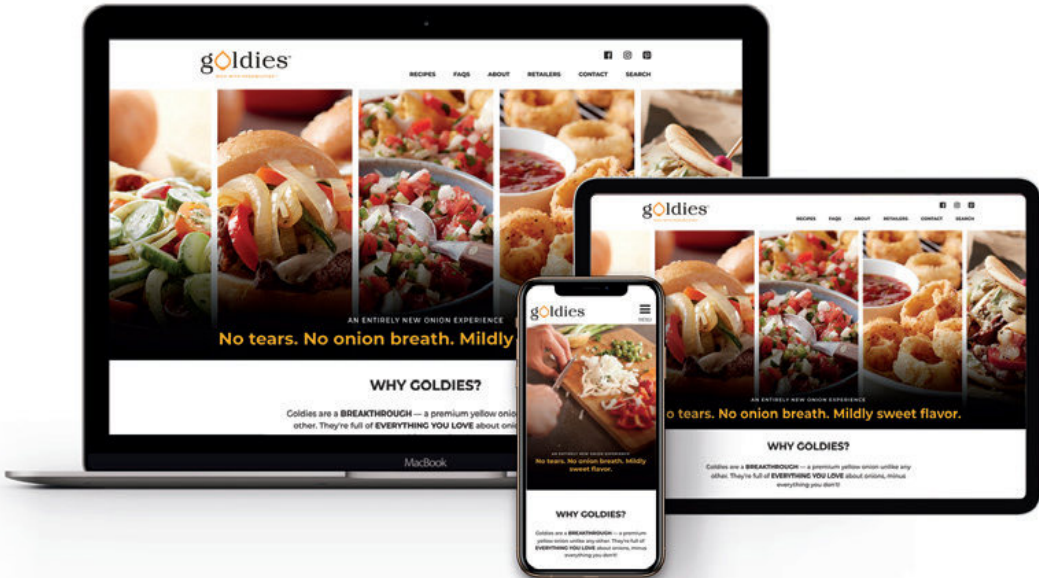 goldies
RECIPES FAQS ABOUT RETAILERS CONTACT SEARCH
AN ENTIRELY NEW ONION EXPERIENCE
No tears. No onion breath. Mildly
WHY GOLDIES?
Goldies are a BREAKTHROUGH — a premium yellow onio
other. They're full of EVERYTHING YOU LOVE about oni
MacBook
goldies
RECIPES FAQS ABOUT RETAILERS CONTACT SEARCH
AN ENTIRELY NEW ONION EXPERIENCE
o tears. No onion breath. Mildly sweet flavor.
WHY GOLDIES?
Goldies are a BREAKTHROUGH — a premium yellow onion unlike any
other. They're full of EVERYTHING YOU LOVE about onions, minus
everything you don't!
goldies
MENU
AN ENTIRELY NEW ONION EXPERIENCE
No tears. No onion breath. Mildly
sweet flavor.
WHY GOLDIES?
Goldies are a BREAKTHROUGH — a premium
yellow onion unlike any other. They're full of
EVERYTHING YOU LOVE about onions, minus
everything you don't!